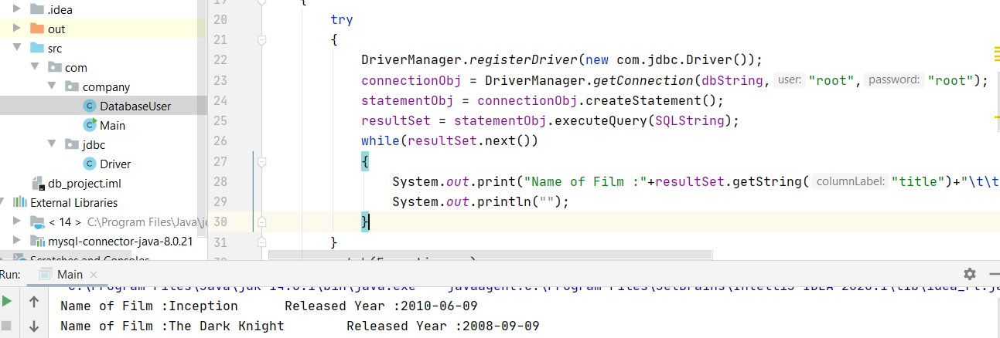 .idea
out
src
com
company
DatabaseUser
Main
jdbc
Driver
db_project.iml
External Libraries
< 14 > C:\Program Files\Java\jd
mysql-connector-java-8.0.21
Scratches and Consoles
19 {
20 try
21 {
22 DriverManager.registerDriver(new com.jdbc.Driver());
23 connectionObj = DriverManager.getConnection(dbString, user: "root", password: "root");
24 statementObj = connectionObj.createStatement();
25 resultSet = statementObj.executeQuery(SQLString);
26 while(resultSet.next())
27 {
28 System.out.print("Name of Film :"+resultSet.getString( columnLabel: "title")+"\t\t
29 System.out.println("");
30 }
31 }
Run: Main
Name of Film :Inception Released Year :2010-06-09
Name of Film :The Dark Knight Released Year :2008-09-09